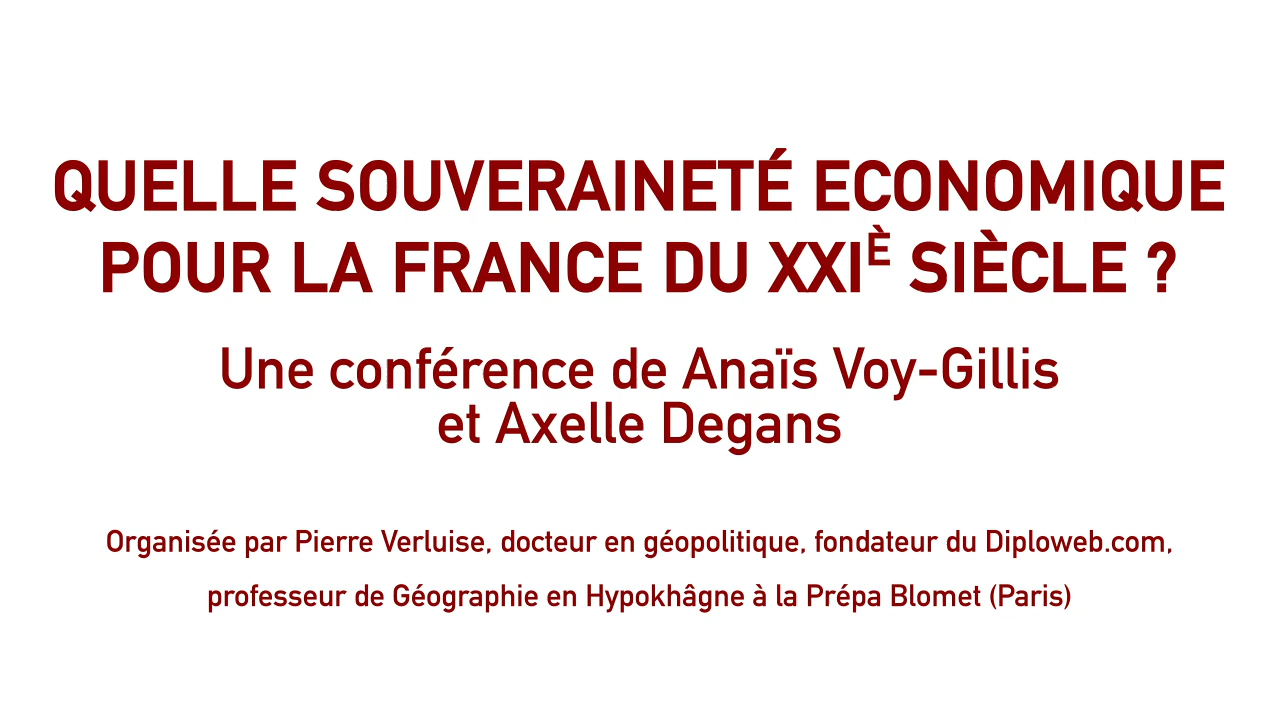 QUELLE SOUVERAINETÉ ECONOMIQUE
POUR LA FRANCE DU XXIÈ SIÈCLE ?
Une conférence de Anaïs Voy-Gillis
et Axelle Degans
Organisée par Pierre Verluise, docteur en géopolitique, fondateur du Diploweb.com,
professeur de Géographie en Hypokhâgne à la Prépa Blomet (Paris)